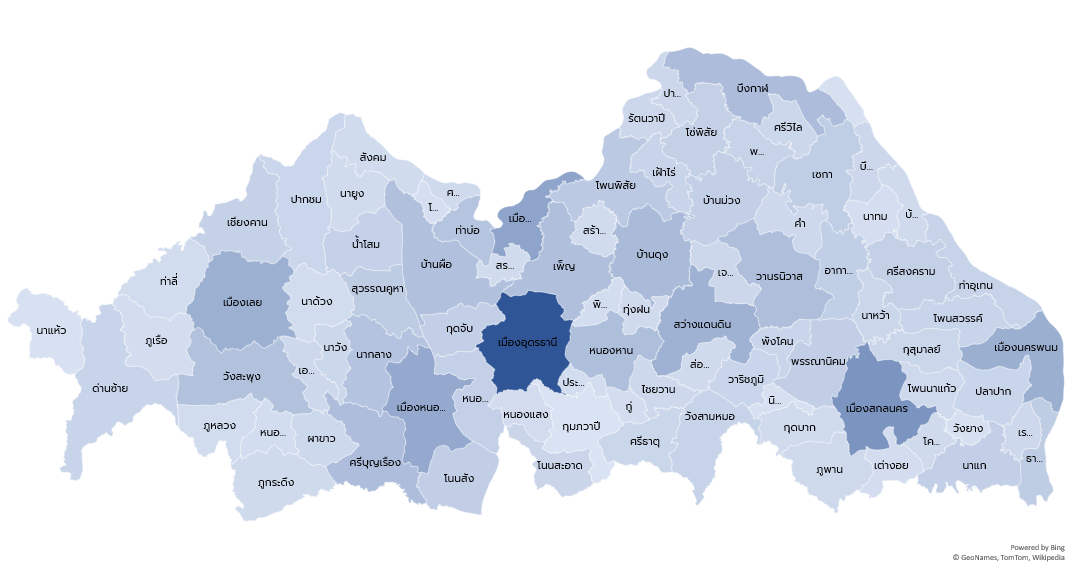 บึงกาฬ
ปา...
รัตนวาปี
ศรีวิไล
โซ่พิสัย
พ...
สังคม
เฝ้าไร่
บึ...
เซกา
โพนพิสัย
นายูง
ศ...
ปากชม
บ้านม่วง
โ...
เมือ...
นาทม
บ้...
เชียงคาน
คำ
ท่าบ่อ
สร้า...
น้ำโสม
บ้านดุง
บ้านผือ
สร...
เพ็ญ
เจ...
วานรนิวาส
อากา...
ศรีสงคราม
ท่าลี่
ท่าอุเทน
สุวรรณคูหา
เมืองเลย
นาด้วง
พิ...
ทุ่งฝน
นาหว้า
โพนสวรรค์
สว่างแดนดิน
นาแห้ว
กุดจับ
ภูเรือ
เมืองอุดรธานี
พังโคน
นาวัง
นากลาง
หนองหาน
กุสุมาลย์
เมืองนครพนม
พรรณานิคม
ส่อ...
เอ...
วังสะพุง
วาริชภูมิ
ด่านซ้าย
ประ...
ไชยวาน
โพนนาแก้ว
ปลาปาก
หนอ...
นิ...
เมืองหนอ...
กู่
เมืองสกลนคร
หนองแสง
วังสามหมอ
ภูหลวง
กุมภวาปี
กุดบาก
วังยาง
หนอ...
เร...
ผาขาว
ศรีธาตุ
โค...
ธา...
ศรีบุญเรือง
โนนสะอาด
เต่างอย
นาแก
ภูพาน
โนนสัง
ภูกระดึง
Powered by Bing
© GeoNames, TomTom, Wikipedia